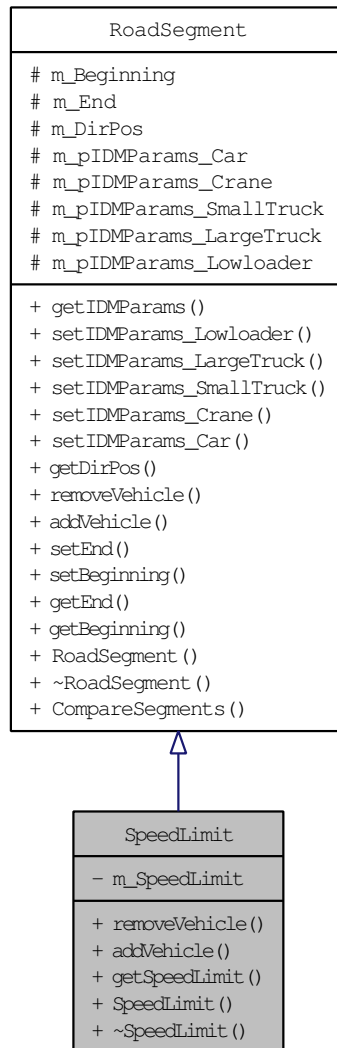 RoadSegment
# m_Beginning
# m_End
# m_DirPos
# m_pIDMParams_Car
# m_pIDMParams_Crane
# m_pIDMParams_SmallTruck
# m_pIDMParams_LargeTruck
# m_pIDMParams_Lowloader
+ getIDMParams()
+ setIDMParams_Lowloader()
+ setIDMParams_LargeTruck()
+ setIDMParams_SmallTruck()
+ setIDMParams_Crane()
+ setIDMParams_Car()
+ getDirPos()
+ removeVehicle()
+ addVehicle()
+ setEnd()
+ setBeginning()
+ getEnd()
+ getBeginning()
+ RoadSegment()
+ ~RoadSegment()
+ CompareSegments()
SpeedLimit
- m_SpeedLimit
+ removeVehicle()
+ addVehicle()
+ getSpeedLimit()
+ SpeedLimit()
+ ~SpeedLimit()